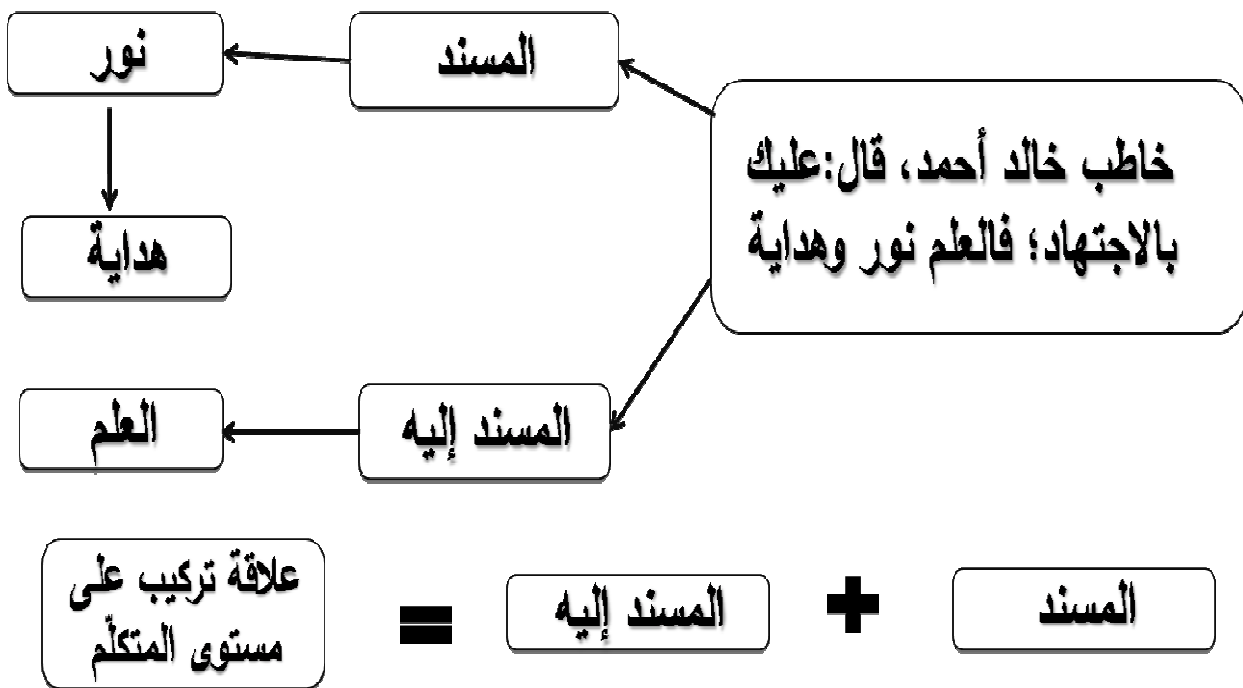 خاطب خالد أحمد، قال:عليك
بالاجتهاد؛ فالعلم نور وهداية
المسند
نور
هداية
المسند إليه
العلم
المسند
+
المسند إليه
=
علاقة تركيب على
مستوى المتكلّم